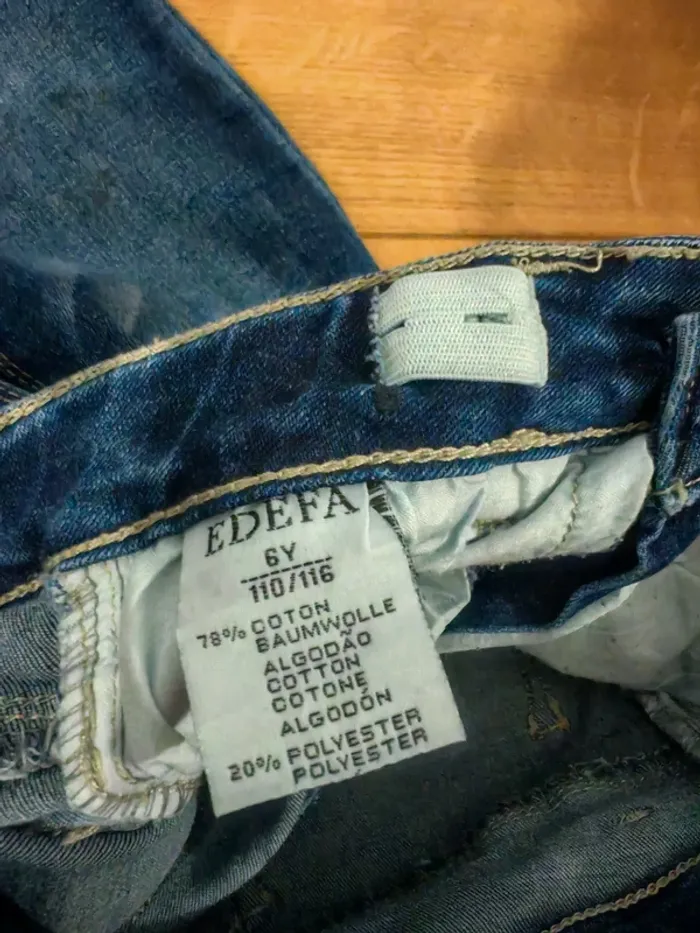 EDEFA
6Y
110/116
78% COTON
BAUMWOLLE
ALGODÃO
COTTON
COTONE
ALGODÓN
20% POLYESTER
POLYESTER